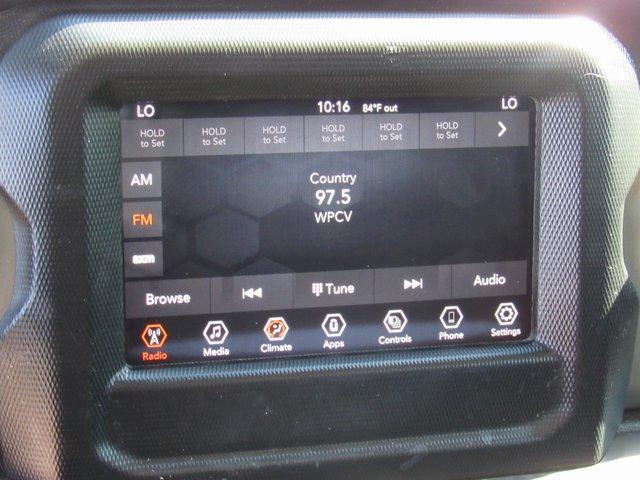 LO 10:16 84°F out LO
HOLD to Set HOLD to Set HOLD to Set HOLD to Set HOLD to Set HOLD to Set
AM
Country
97.5
FM
WPCV
Browse Tune Audio
Radio Media Climate Apps Controls Phone Settings